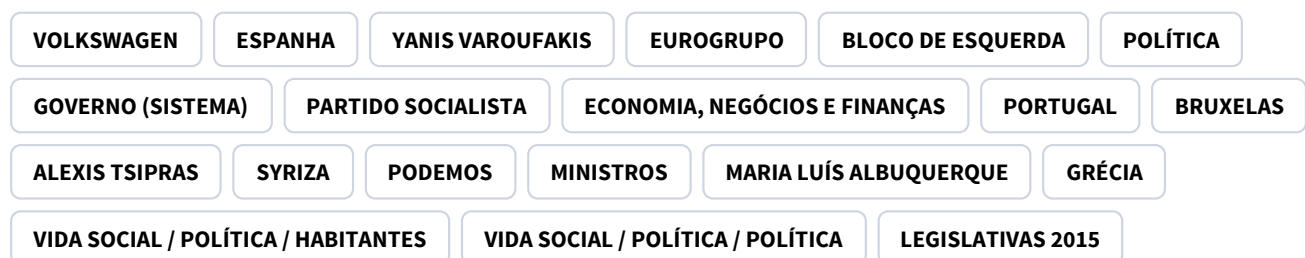 VOLKSWAGEN ESPANHA YANIS VAROUFAKIS EUROGRUPO BLOCO DE ESQUERDA POLÍTICA
GOVERNO (SISTEMA) PARTIDO SOCIALISTA ECONOMIA, NEGÓCIOS E FINANÇAS PORTUGAL BRUXELAS
ALEXIS TSIPRAS SYRIZA PODEMOS MINISTROS MARIA LUÍS ALBUQUERQUE GRÉCIA
VIDA SOCIAL / POLÍTICA / HABITANTES VIDA SOCIAL / POLÍTICA / POLÍTICA LEGISLATIVAS 2015